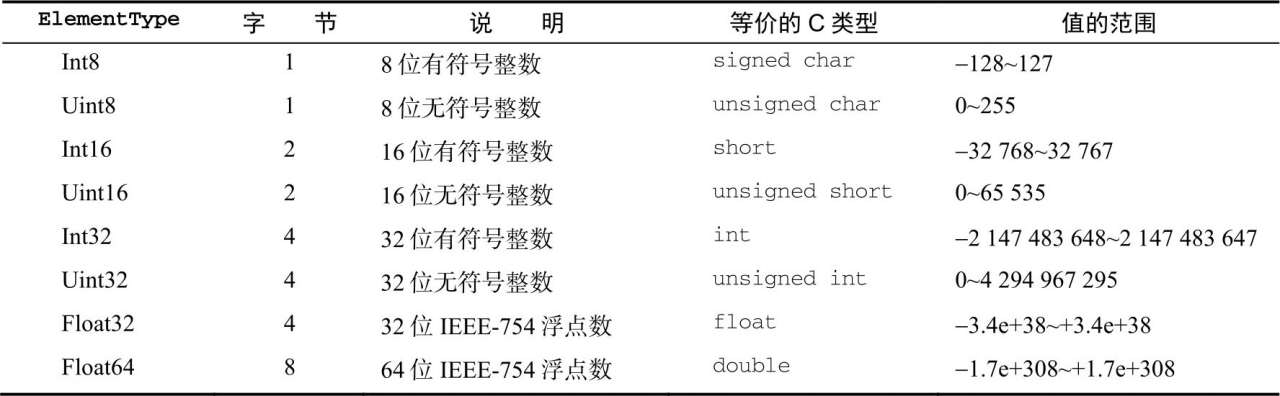 ElementType 字 节 说 明 等价的 C 类型 值的范围
Int8 1 8 位有符号整数 signed char –128~127
Uint8 1 8 位无符号整数 unsigned char 0~255
Int16 2 16 位有符号整数 short –32 768~32 767
Uint16 2 16 位无符号整数 unsigned short 0~65 535
Int32 4 32 位有符号整数 int –2 147 483 648~2 147 483 647
Uint32 4 32 位无符号整数 unsigned int 0~4 294 967 295
Float32 4 32 位 IEEE-754 浮点数 float –3.4e+38~+3.4e+38
Float64 8 64 位 IEEE-754 浮点数 double –1.7e+308~+1.7e+308